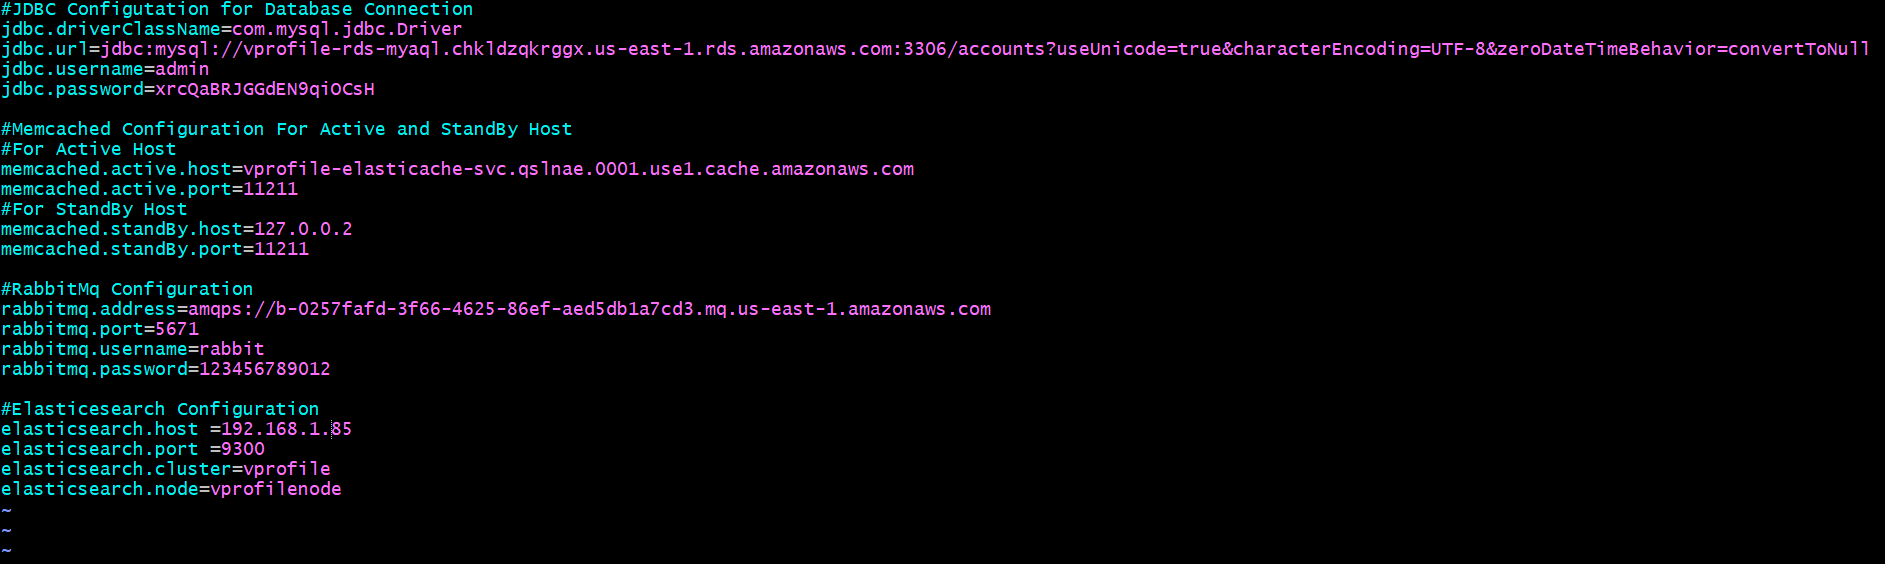 #JDBC Configutation for Database Connection
jdbc.driverClassName=com.mysql.jdbc.Driver
jdbc.url=jdbc:mysql://vprofile-rds-myaql.chkldzqkrggx.us-east-1.rds.amazonaws.com:3306/accounts?useUnicode=true&characterEncoding=UTF-8&zeroDateTimeBehavior=convertToNull
jdbc.username=admin
jdbc.password=xrcQaBRJGGdEN9qiOCsH
#Memcached Configuration For Active and StandBy Host
#For Active Host
memcached.active.host=vprofile-elasticache-svc.qslnae.0001.use1.cache.amazonaws.com
memcached.active.port=11211
#For StandBy Host
memcached.standBy.host=127.0.0.2
memcached.standBy.port=11211
#RabbitMq Configuration
rabbitmq.address=amqps://b-0257fafd-3f66-4625-86ef-aed5db1a7cd3.mq.us-east-1.amazonaws.com
rabbitmq.port=5671
rabbitmq.username=rabbit
rabbitmq.password=123456789012
#Elasticesearch Configuration
elasticsearch.host =192.168.1.85
elasticsearch.port =9300
elasticsearch.cluster=vprofile
elasticsearch.node=vprofilenode
~
~
~